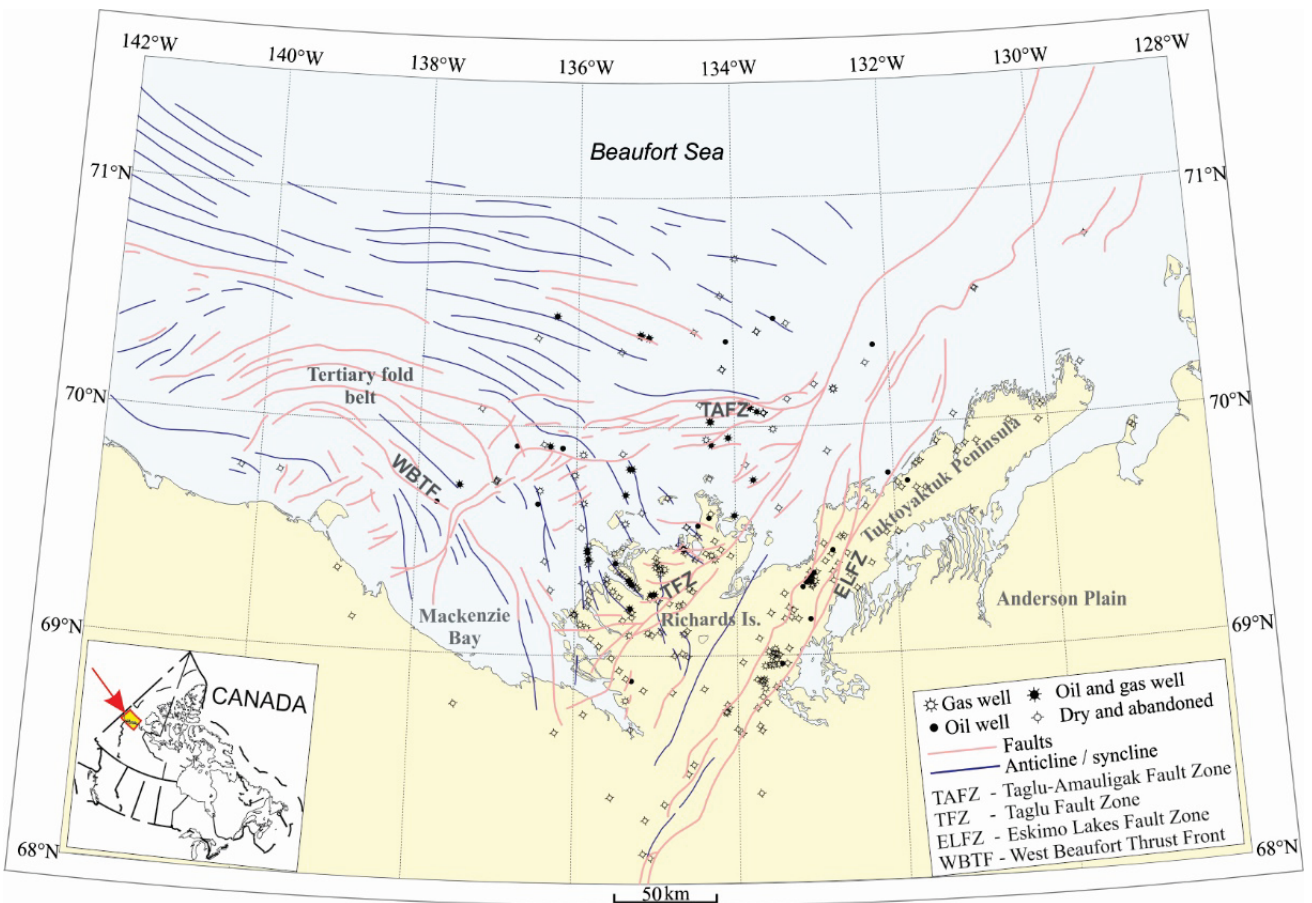 142°W
140°W
138°W
136°W
134°W
132°W
130°W
128°W
Beaufort Sea
71°N
71°N
Tertiary fold
belt
70°N
70°N
TAFZ
WBTF
Tuktoyaktuk Peninsula
TFZ
ELFZ
Mackenzie
Bay
Richards Is.
Anderson Plain
69°N
69°N
CANADA
Gas well
Oil and gas well
Oil well
Dry and abandoned
Faults
Anticline / syncline
TAFZ - Taglu-Amauligak Fault Zone
TFZ - Taglu Fault Zone
ELFZ - Eskimo Lakes Fault Zone
WBTF - West Beaufort Thrust Front
68°N
68°N
50 km